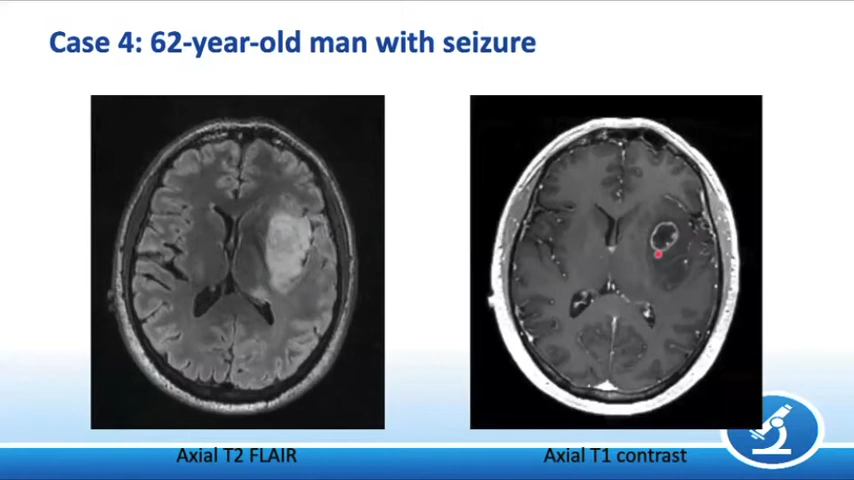 Case 4: 62-year-old man with seizure
Axial T2 FLAIR
Axial T1 contrast